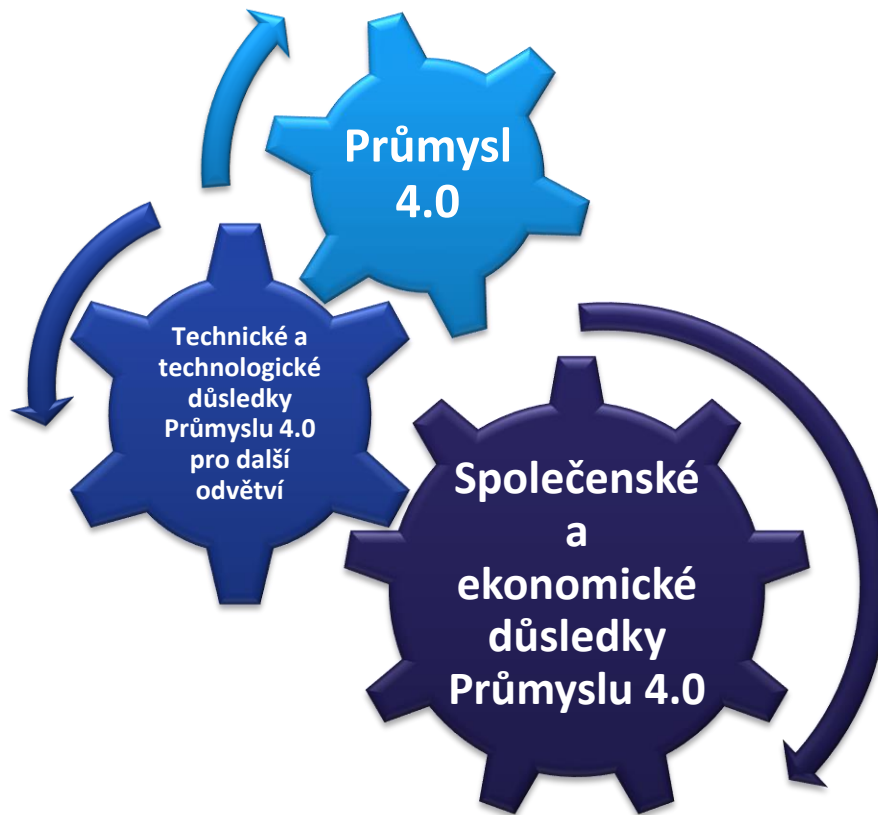 Průmysl
4.0
Technické a
technologické
důsledky
Průmyslu 4.0
pro další
odvětví
Společenské
a
ekonomické
důsledky
Průmyslu 4.0